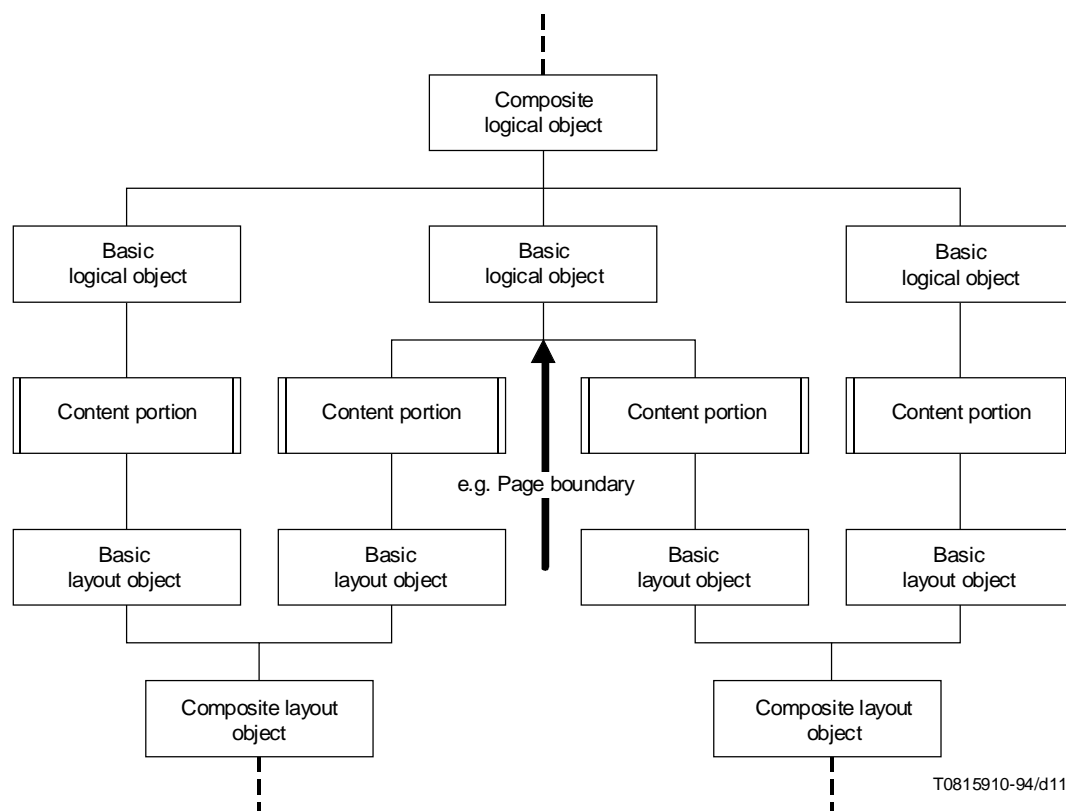 Composite
logical object
Basic
logical object
Basic
logical object
Basic
logical object
Content portion
Content portion
Content portion
Content portion
e.g. Page boundary
Basic
layout object
Basic
layout object
Basic
layout object
Basic
layout object
Composite layout
object
Composite layout
object
T0815910-94/d11